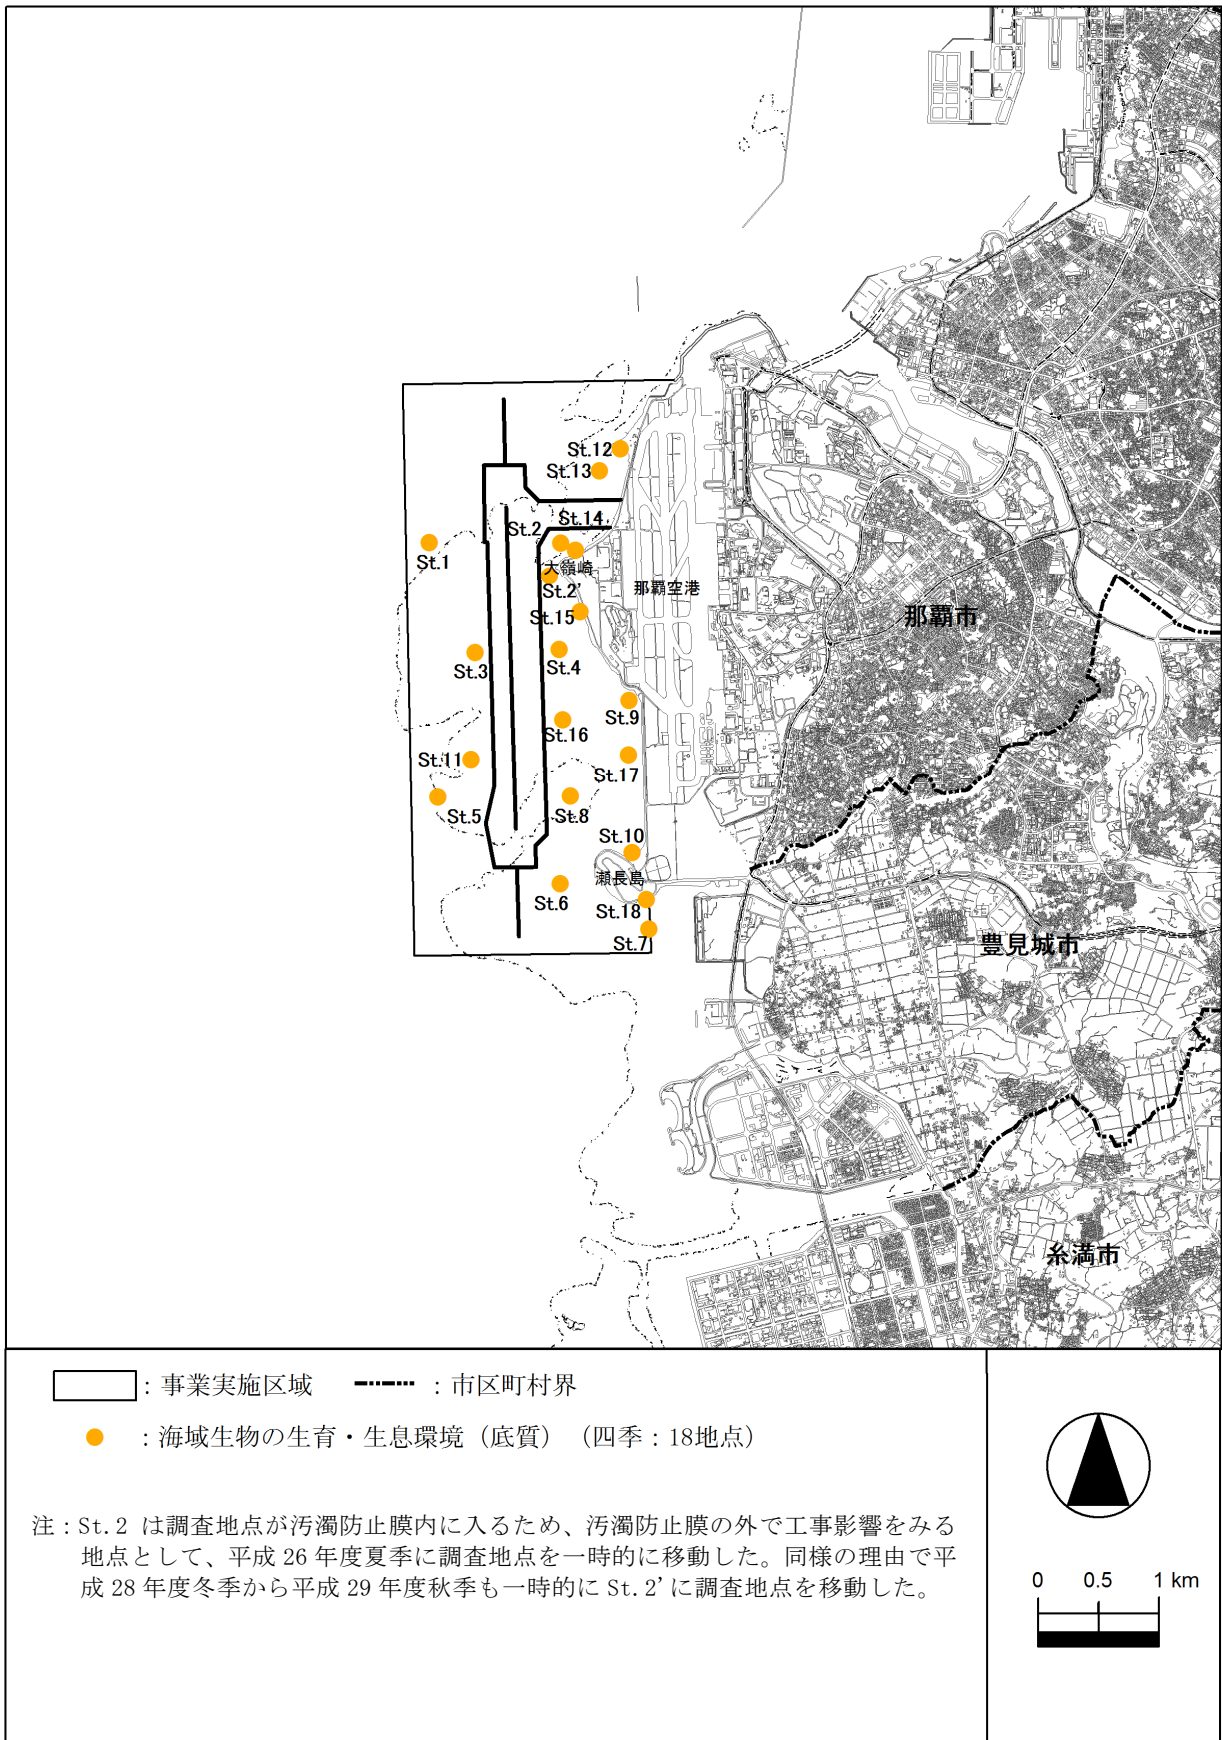 St.12
St.13
St.14
St.2
St.1
大嶺崎
St.2'
那覇空港
St.15
那覇市
St.3
St.4
St.9
St.16
St.11
St.17
St.5
St.8
St.10
瀬長島
St.6
St.18
St.7
豊見城市
糸満市
：事業実施区域 ：市区町村界
：海域生物の生育・生息環境（底質）（四季：18地点）
注：St.2 は調査地点が汚濁防止膜内に入るため、汚濁防止膜の外で工事影響をみる
地点として、平成 26 年度夏季に調査地点を一時的に移動した。同様の理由で平
成 28 年度冬季から平成 29 年度秋季も一時的に St.2’に調査地点を移動した。
0 0.5 1 km